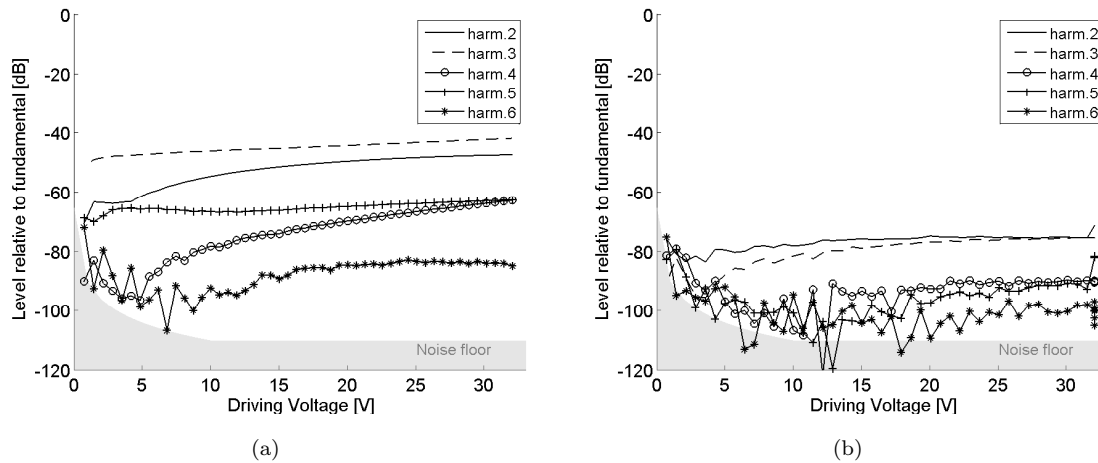 0
-20
-40
-60
-80
-100
-120
Level relative to fundamental [dB]
harm.2
harm.3
harm.4
harm.5
harm.6
Noise floor
0 5 10 15 20 25 30
Driving Voltage [V]
(a)
0
-20
-40
-60
-80
-100
-120
Level relative to fundamental [dB]
harm.2
harm.3
harm.4
harm.5
harm.6
Noise floor
0 5 10 15 20 25 30
Driving Voltage [V]
(b)